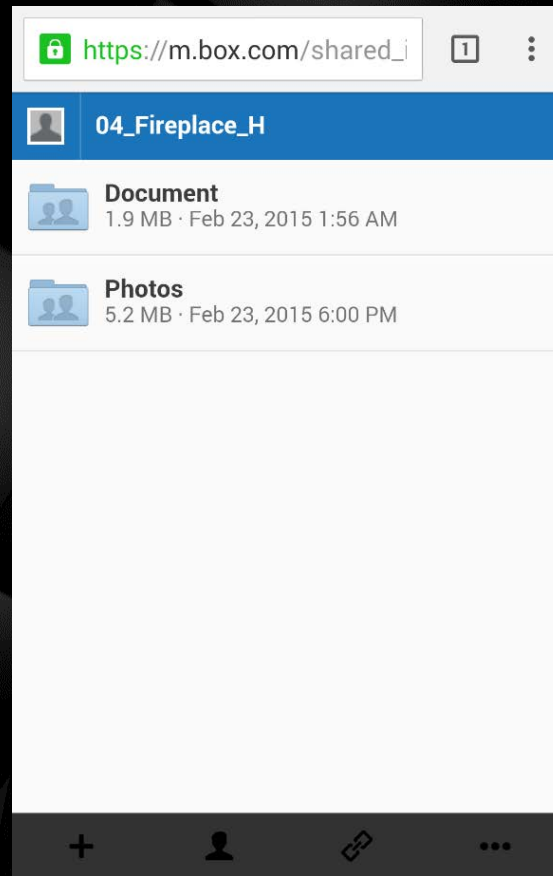 https://m.box.com/shared_i
1
04_Fireplace_H
Document
1.9 MB · Feb 23, 2015 1:56 AM
Photos
5.2 MB · Feb 23, 2015 6:00 PM